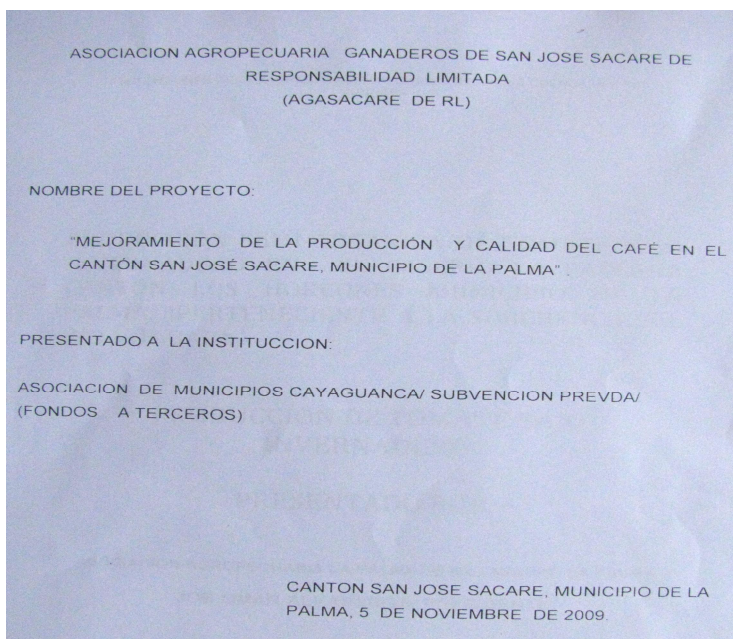 ASOCIACION AGROPECUARIA GANADEROS DE SAN JOSE SACARE DE
RESPONSABILIDAD LIMITADA
(AGASACARE DE RL)
NOMBRE DEL PROYECTO:
"MEJORAMIENTO DE LA PRODUCCIÓN Y CALIDAD DEL CAFÉ EN EL
CANTÓN SAN JOSÉ SACARE, MUNICIPIO DE LA PALMA"
PRESENTADO A LA INSTITUCCION:
ASOCIACION DE MUNICIPIOS CAYAGUANCA/ SUBVENCION PREVDA/
(FONDOS A TERCEROS)
CANTON SAN JOSE SACARE, MUNICIPIO DE LA
PALMA, 5 DE NOVIEMBRE DE 2009.